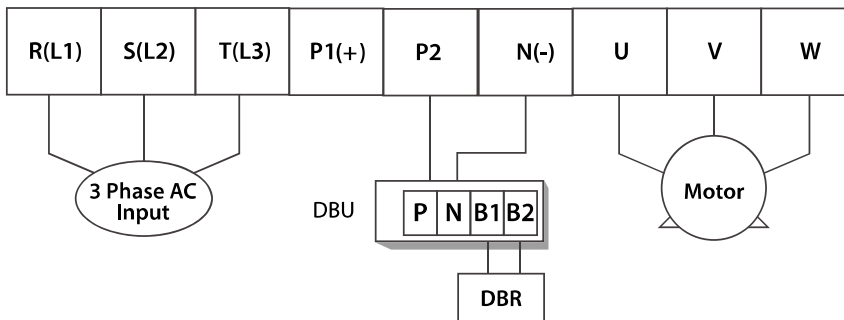 R(L1) S(L2) T(L3) P1(+) P2 N(-) U V W
3 Phase AC
Input
DBU
P N B1 B2
Motor
DBR